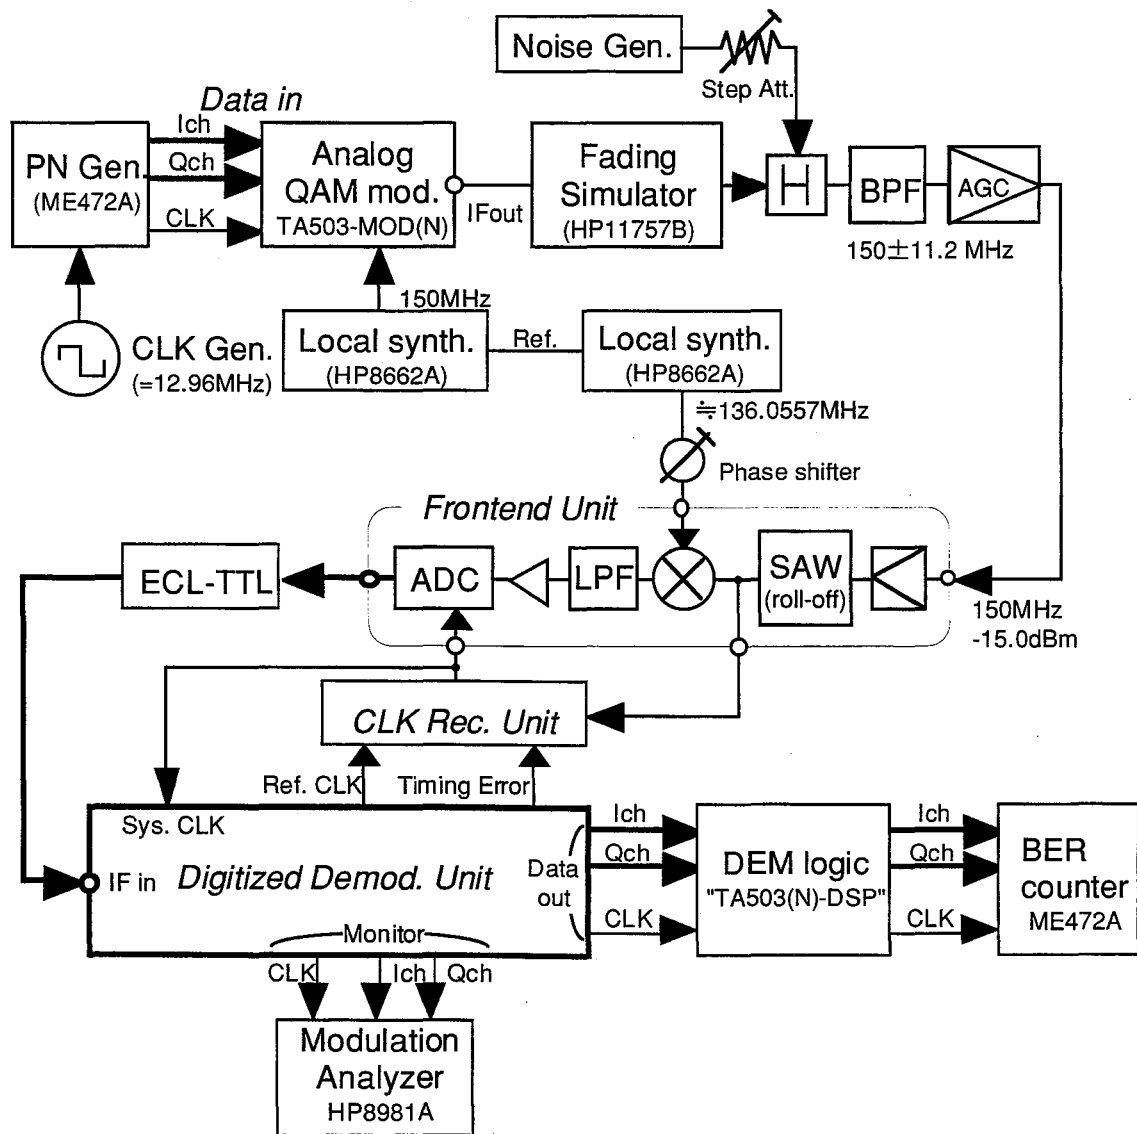 Noise Gen.
Step Att.
Data in
Ich
Qch
CLK
PN Gen.
(ME472A)
Analog
QAM mod.
TA503-MOD(N)
IFout
Fading
Simulator
(HP11757B)
H
BPF
AGC
150±11.2 MHz
150MHz
CLK Gen.
(=12.96MHz)
Local synth.
(HP8662A)
Ref.
Local synth.
(HP8662A)
≒136.0557MHz
Phase shifter
Frontend Unit
ECL-TTL
ADC
LPF
SAW
(roll-off)
150MHz
-15.0dBm
CLK Rec. Unit
Ref. CLK
Timing Error
Sys. CLK
IF in
Digitized Demod. Unit
Data
out
Ich
Qch
CLK
DEM logic
"TA503(N)-DSP"
Ich
Qch
CLK
BER
counter
ME472A
Monitor
CLK
Ich
Qch
Modulation
Analyzer
HP8981A